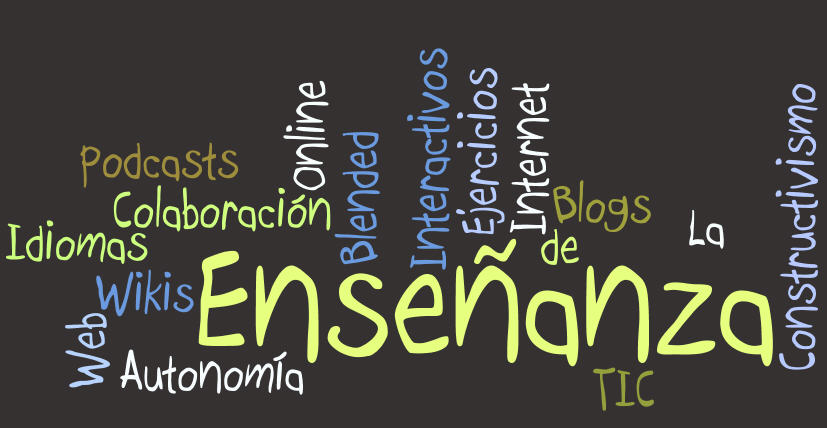 Podcasts
Online
Blended
Interactivos
Ejercicios
Internet
Constructivismo
Colaboración
Blogs
Idiomas
de
La
Wikis
Enseñanza
Web
Autonomía
TIC